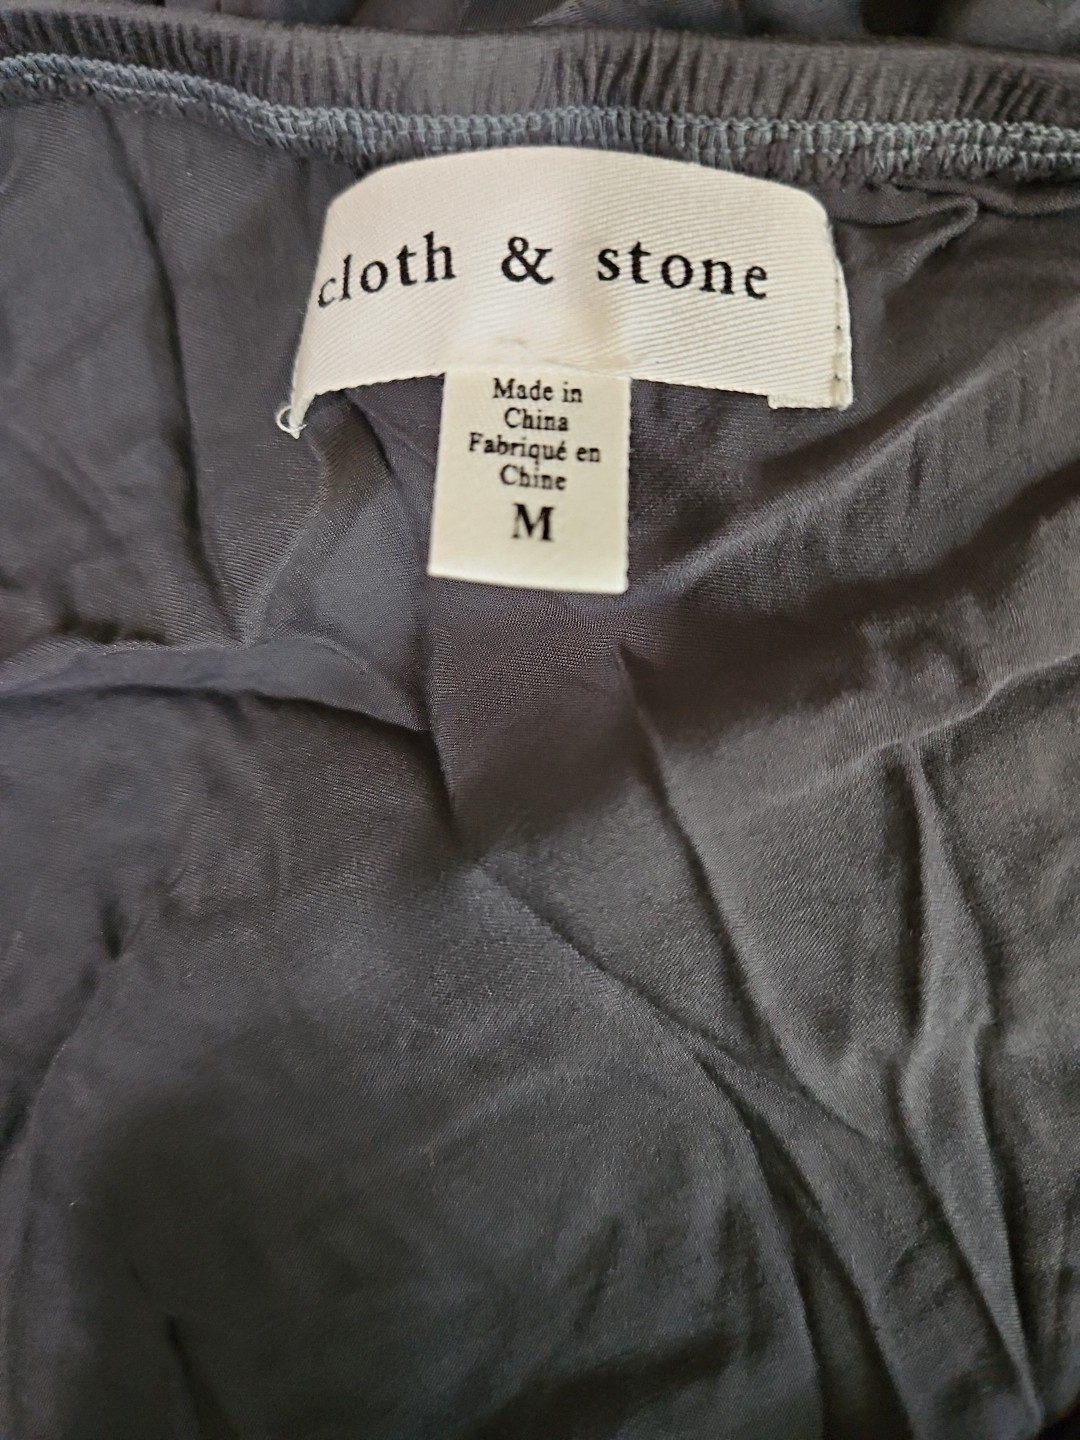 cloth & stone
Made in
China
Fabriqué en
Chine
M